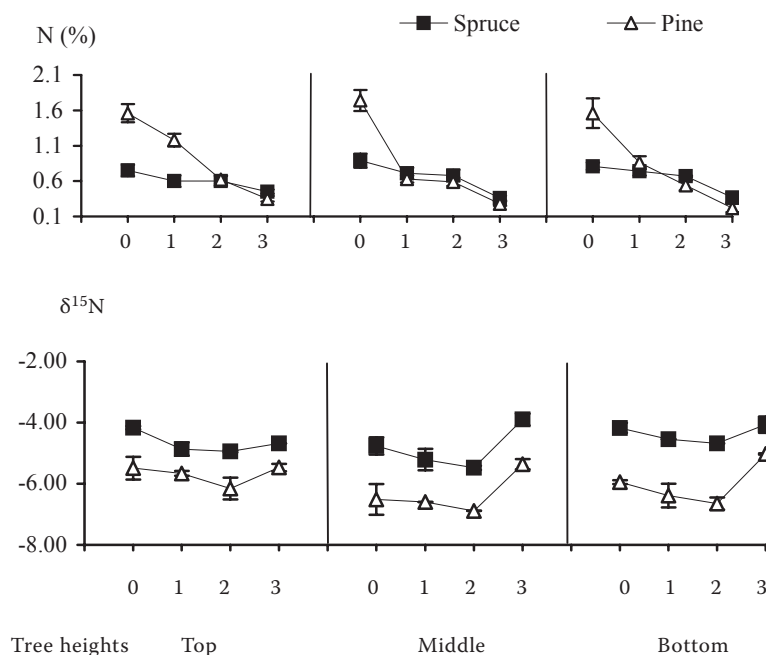 N (%)
Spruce
Pine
2.1
1.6
1.1
0.6
0.1
0 1 2 3 0 1 2 3 0 1 2 3
δ¹⁵N
-2.00
-4.00
-6.00
-8.00
0 1 2 3 0 1 2 3 0 1 2 3
Tree heights Top Middle Bottom